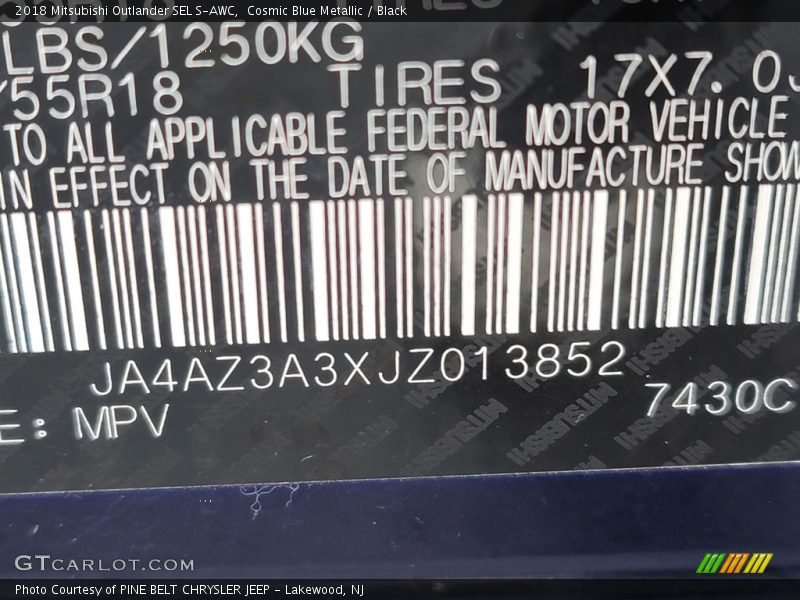 2018 Mitsubishi Outlander SEL S-AWC, Cosmic Blue Metallic / Black
LBS/1250KG
55R18 TIRES 17X7.0J
TO ALL APPLICABLE FEDERAL MOTOR VEHICLE
IN EFFECT ON THE DATE OF MANUFACTURE SHOW
JA4AZ3A3XJZ013852
E: MPV 7430C
MITSUBISHI
GTCARLOT.COM
Photo Courtesy of PINE BELT CHRYSLER JEEP - Lakewood, NJ